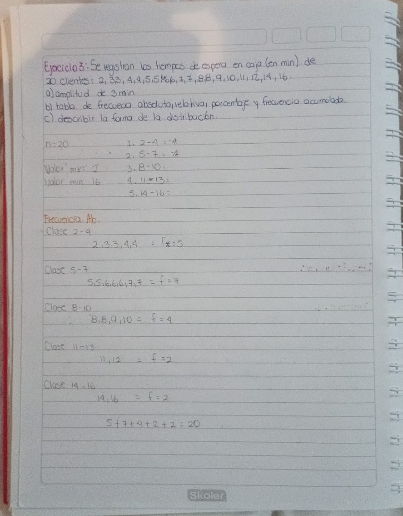 Ejercicio 3: Se registran los tiempos de espera en caja (en min) de
20 clientes: 2,3,3,4,4,5,5,6,6,6,7,7,8,8,9,10,11,12,14,16.
a) amplitud de 3 min
b) tabla de frecuencia absoluta, relativa, porcentaje y frecuencia acumulada.
c) describir la forma de la distribución.
n=20
1. 2-4
2. 5-7
Valor min
3. 8-10
Valor min 16
4. 11-13=
5. 14-16=
Frecuencia Ab.
Clase 2-4
2,3,3,4,4 = f=5
Clase 5-7
5,5,6,6,6,7,7 = f=7
Clase 8-10
8,8,9,10 = f=4
Clase 11-13
11,12 = f=2
Clase 14-16
14,16 = f=2
5+7+4+2+2=20
Skoler